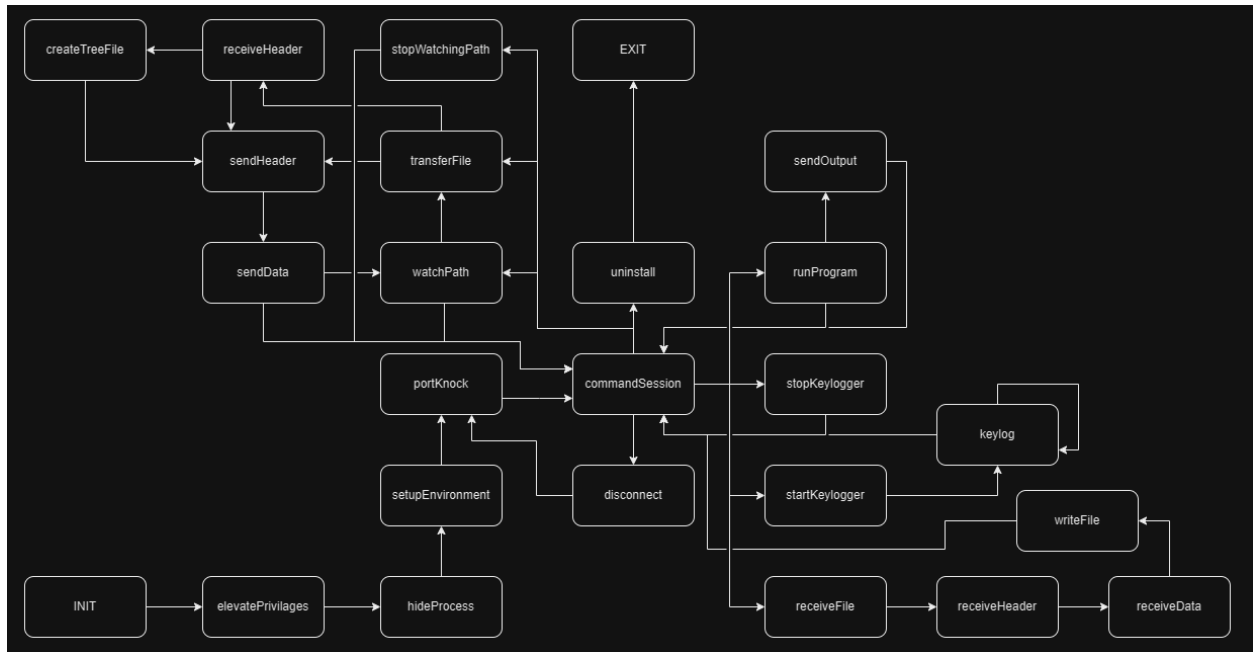 createTreeFile
receiveHeader
stopWatchingPath
EXIT
sendHeader
transferFile
sendOutput
sendData
watchPath
uninstall
runProgram
portKnock
commandSession
stopKeylogger
keylog
setupEnvironment
disconnect
startKeylogger
writeFile
INIT
elevatePrivilages
hideProcess
receiveFile
receiveHeader
receiveData